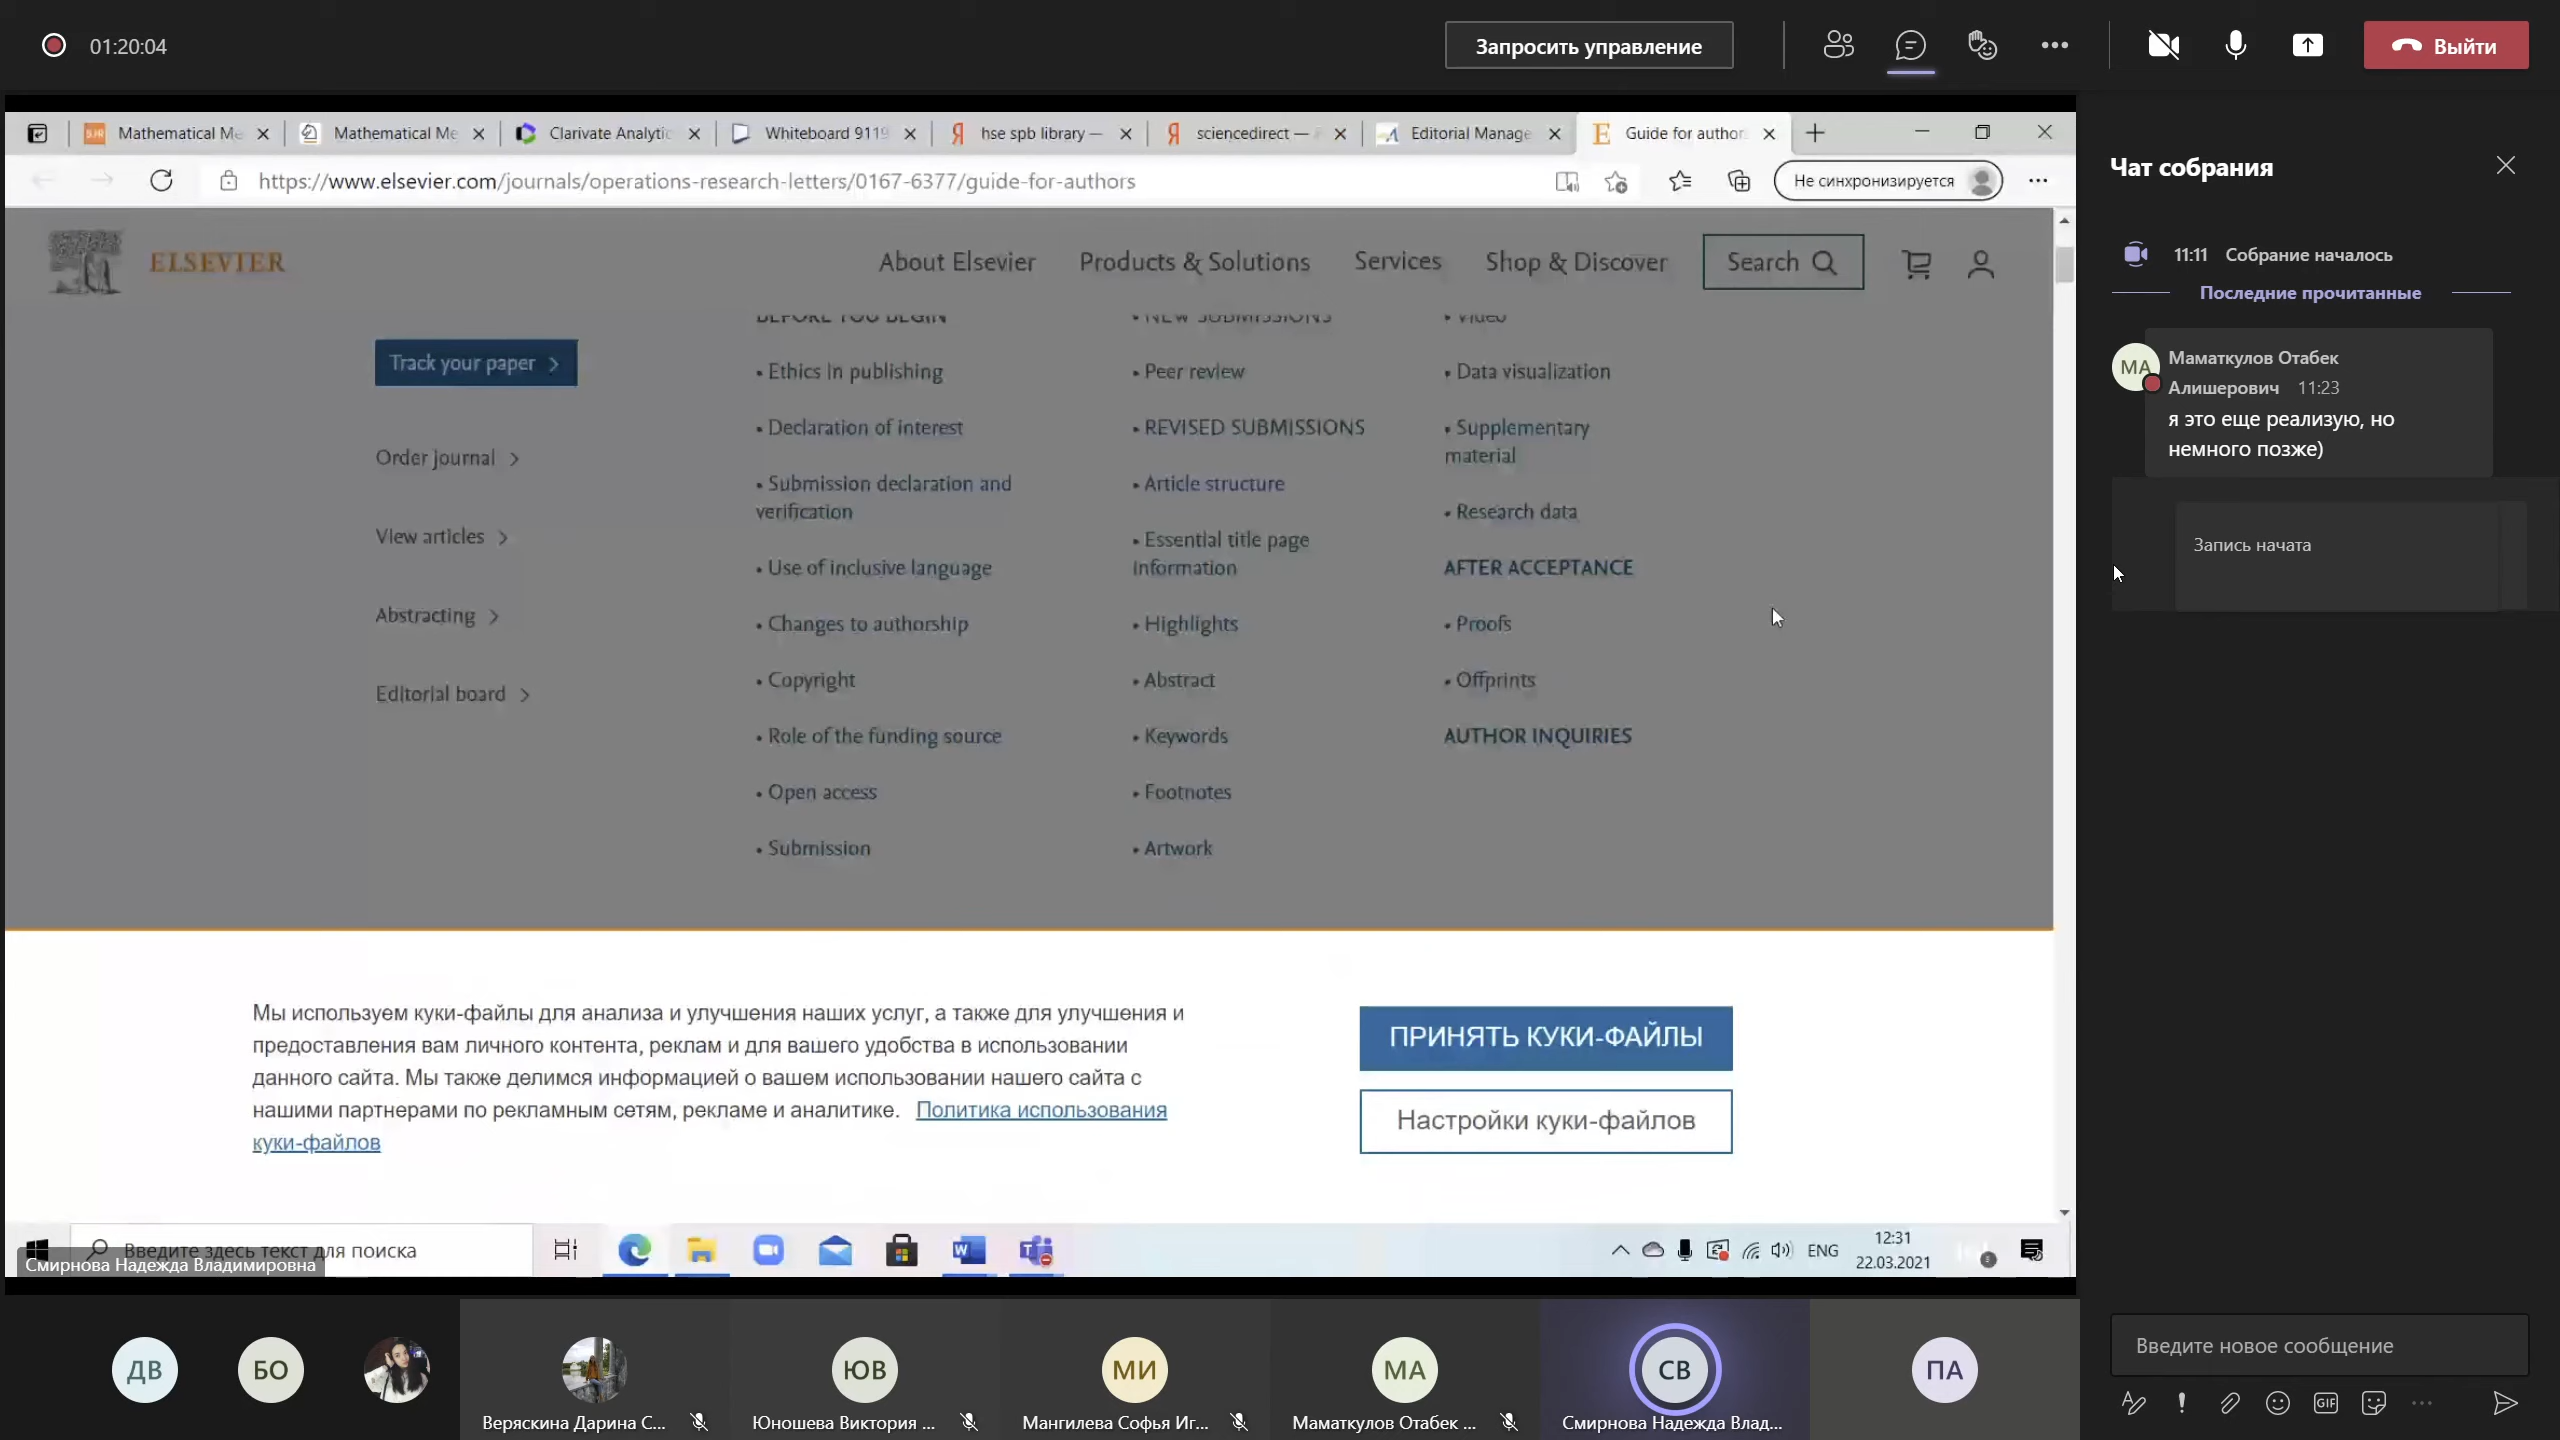 01:20:04
Запросить управление
Выйти
Mathematical Me
Mathematical Me
Clarivate Analytic
Whiteboard 9119
hse spb library —
sciencedirect —
Editorial Manage
Guide for author
https://www.elsevier.com/journals/operations-research-letters/0167-6377/guide-for-authors
Не синхронизируется
ELSEVIER
About Elsevier
Products & Solutions
Services
Shop & Discover
Search
Track your paper
Order journal
View articles
Abstracting
Editorial board
BEFORE YOU BEGIN
• Ethics in publishing
• Declaration of interest
• Submission declaration and
verification
• Use of inclusive language
• Changes to authorship
• Copyright
• Role of the funding source
• Open access
• Submission
• NEW SUBMISSIONS
• Peer review
• REVISED SUBMISSIONS
• Article structure
• Essential title page
information
• Highlights
• Abstract
• Keywords
• Footnotes
• Artwork
• Video
• Data visualization
• Supplementary
material
• Research data
AFTER ACCEPTANCE
• Proofs
• Offprints
AUTHOR INQUIRIES
Мы используем куки-файлы для анализа и улучшения наших услуг, а также для улучшения и
предоставления вам личного контента, реклам и для вашего удобства в использовании
данного сайта. Мы также делимся информацией о вашем использовании нашего сайта с
нашими партнерами по рекламным сетям, рекламе и аналитике. Политика использования
куки-файлов
ПРИНЯТЬ КУКИ-ФАЙЛЫ
Настройки куки-файлов
Введите здесь текст для поиска
Смирнова Надежда Владимировна
ENG
12:31
22.03.2021
Чат собрания
11:11 Собрание началось
Последние прочитанные
МА
Маматкулов Отабек
Алишерович 11:23
я это еще реализую, но
немного позже)
Запись начата
Введите новое сообщение
GIF
ДВ
БО
Веряскина Дарина С...
ЮВ
Юношева Виктория ...
МИ
Мангилева Софья Иг...
МА
Маматкулов Отабек ...
СВ
Смирнова Надежда Влад...
ПА